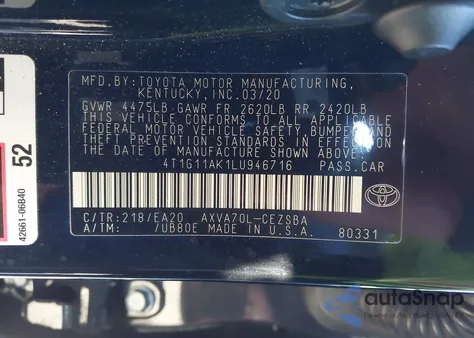 MFD.BY:TOYOTA MOTOR MANUFACTURING,
KENTUCKY,INC.03/20
GVWR 4475LB GAWR FR 2620LB RR 2420LB
THIS VEHICLE CONFORMS TO ALL APPLICABLE
FEDERAL MOTOR VEHICLE SAFETY, BUMPER, AND
THEFT PREVENTION STANDARDS IN EFFECT ON
THE DATE OF MANUFACTURE SHOWN ABOVE.
4T1G11AK1LU946716 PASS.CAR
C/TR:218/EA20 AXVA70L-CEZSBA
A/TM: /UB80E MADE IN U.S.A. 80331
42661-06B40
52
autoSnap